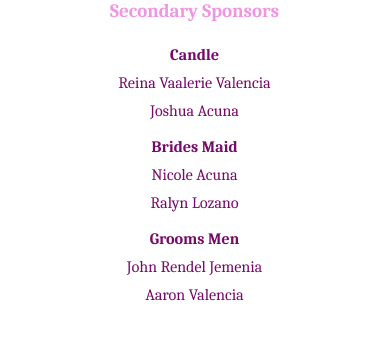 Secondary Sponsors
Candle
Reina Vaalerie Valencia
Joshua Acuna
Brides Maid
Nicole Acuna
Ralyn Lozano
Grooms Men
John Rendel Jemenia
Aaron Valencia